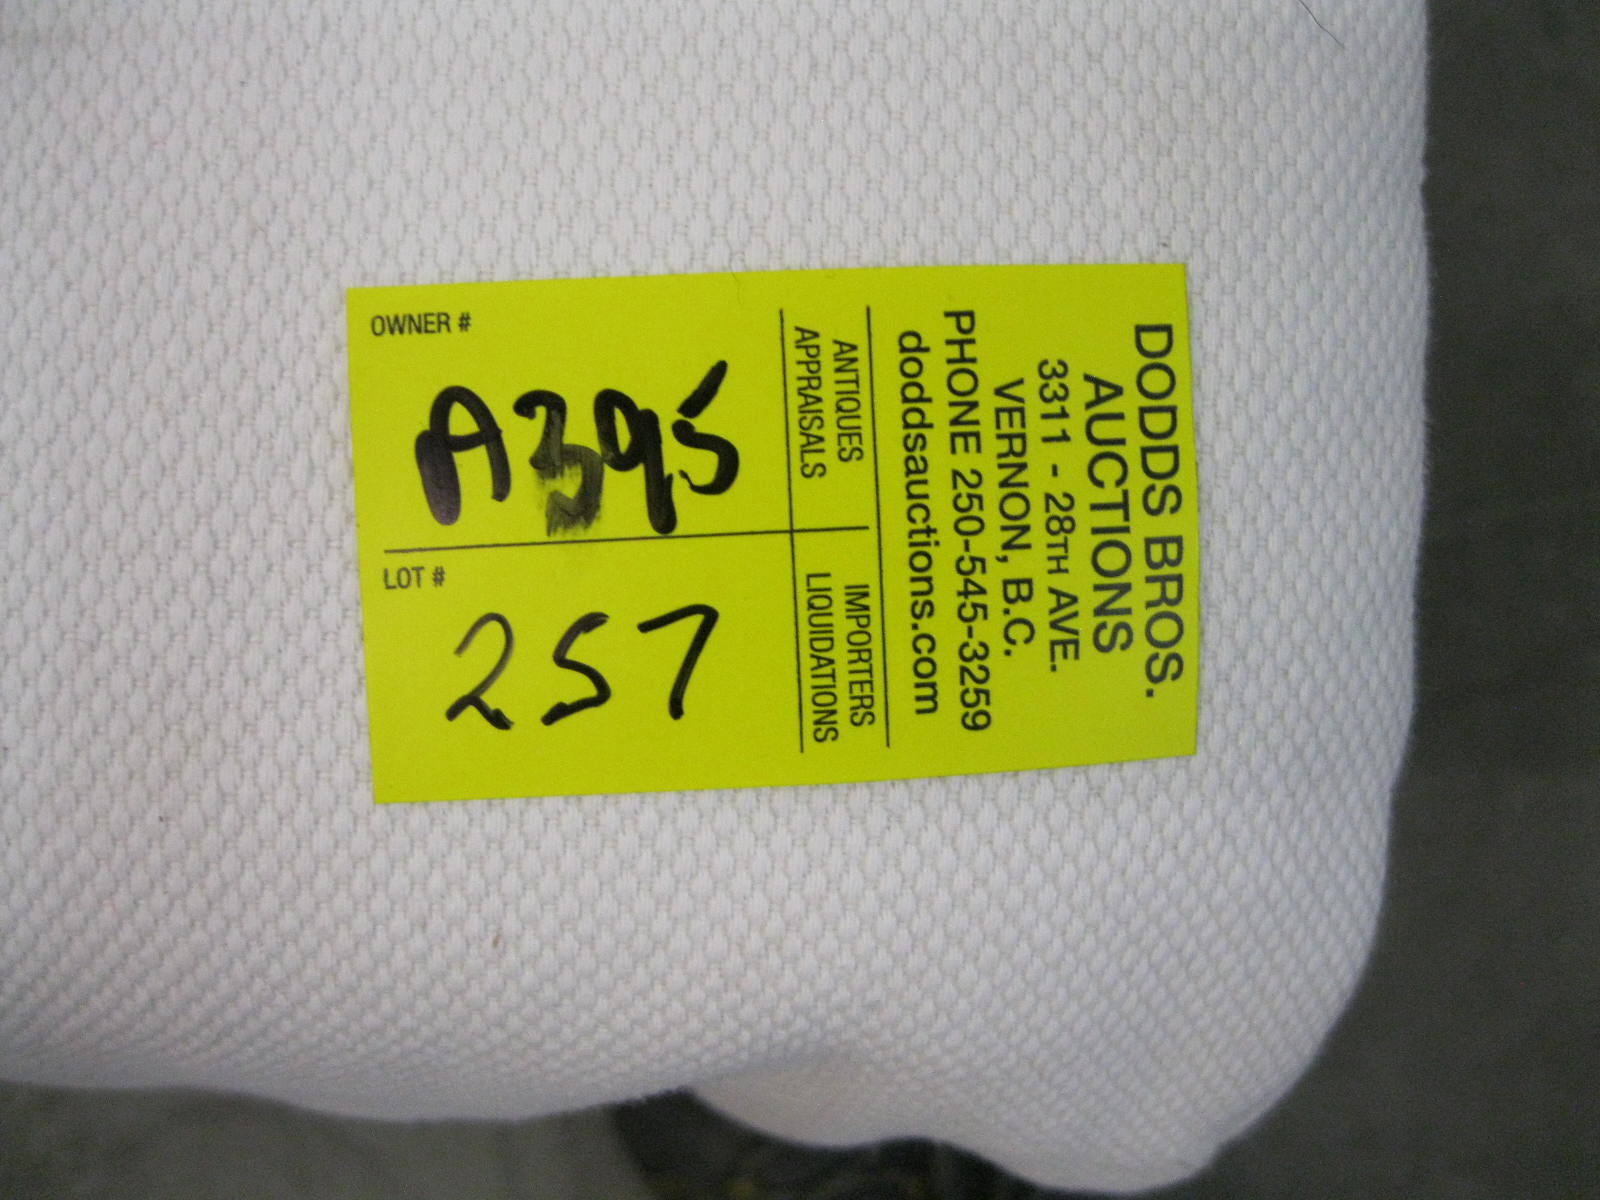 DODDS BROS.
AUCTIONS
3311 - 28TH AVE.
VERNON, B.C.
PHONE 250-545-3259
doddsauctions.com
ANTIQUES
APPRAISALS
IMPORTERS
LIQUIDATIONS
OWNER #
A395
LOT #
257